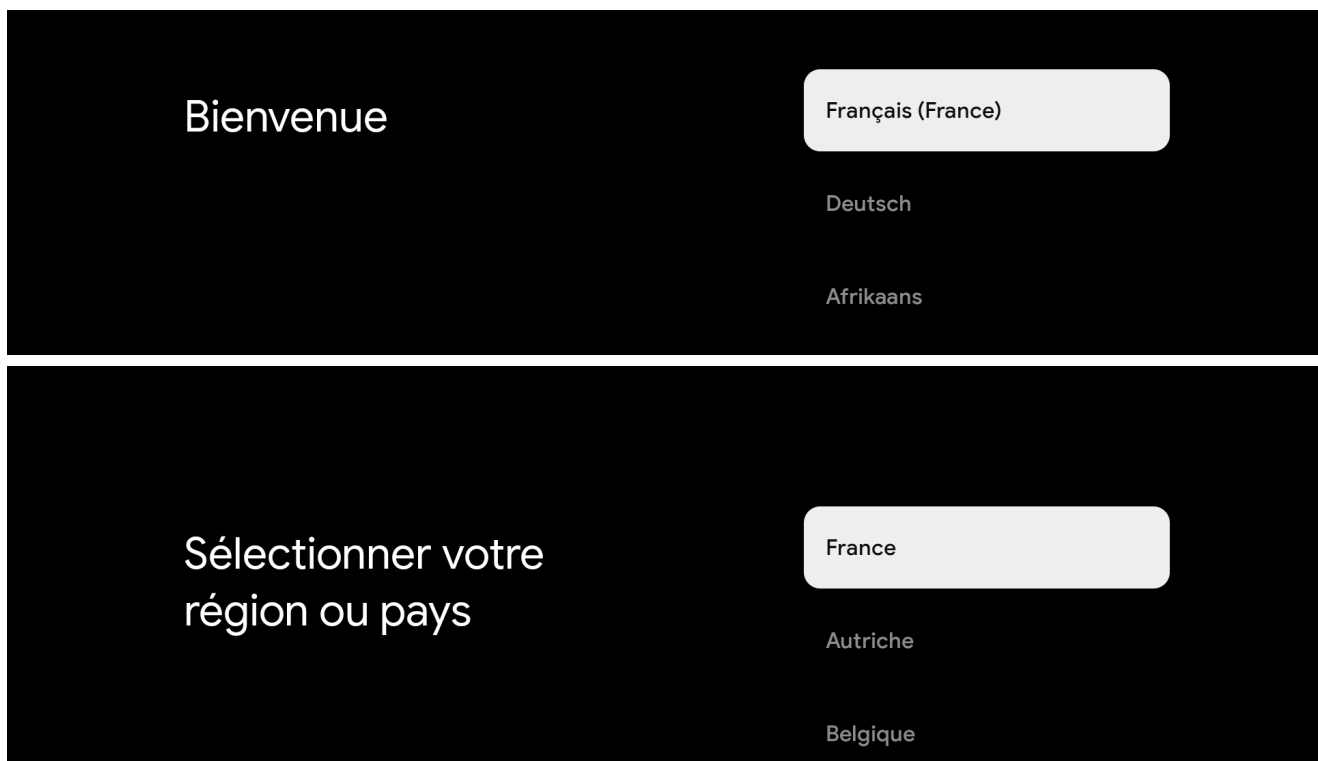 Bienvenue
Français (France)
Deutsch
Afrikaans
Sélectionner votre
région ou pays
France
Autriche
Belgique